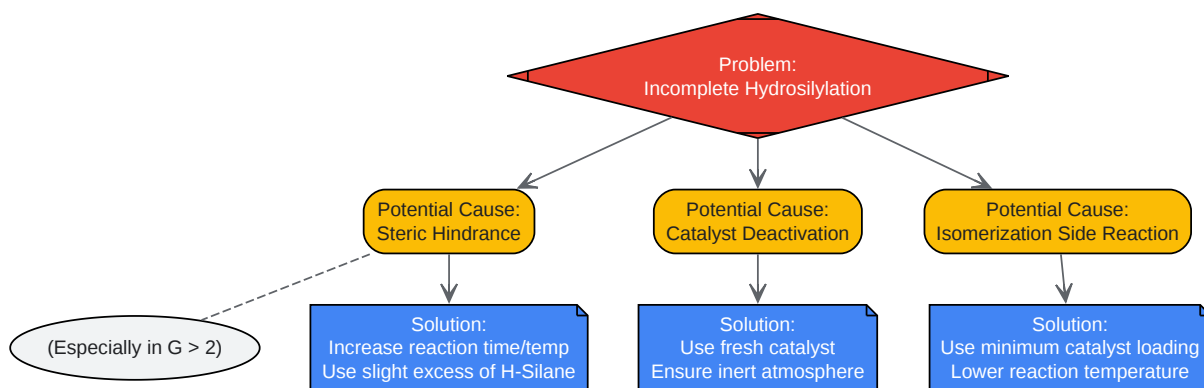 Problem:
Incomplete Hydrosilylation
Potential Cause:
Steric Hindrance
Potential Cause:
Catalyst Deactivation
Potential Cause:
Isomerization Side Reaction
(Especially in G > 2)
Solution:
Increase reaction time/temp
Use slight excess of H-Silane
Solution:
Use fresh catalyst
Ensure inert atmosphere
Solution:
Use minimum catalyst loading
Lower reaction temperature